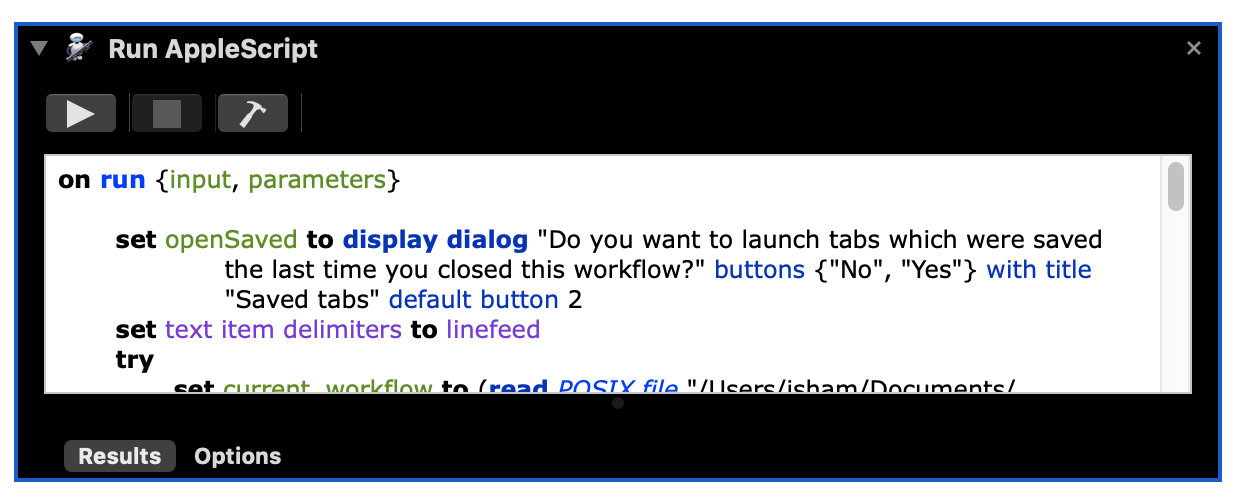 Run AppleScript
on run {input, parameters}
set openSaved to display dialog "Do you want to launch tabs which were saved
the last time you closed this workflow?" buttons {"No", "Yes"} with title
"Saved tabs" default button 2
set text item delimiters to linefeed
try
set current_workflow to (read POSIX file "/Users/isham/Documents/
Results Options